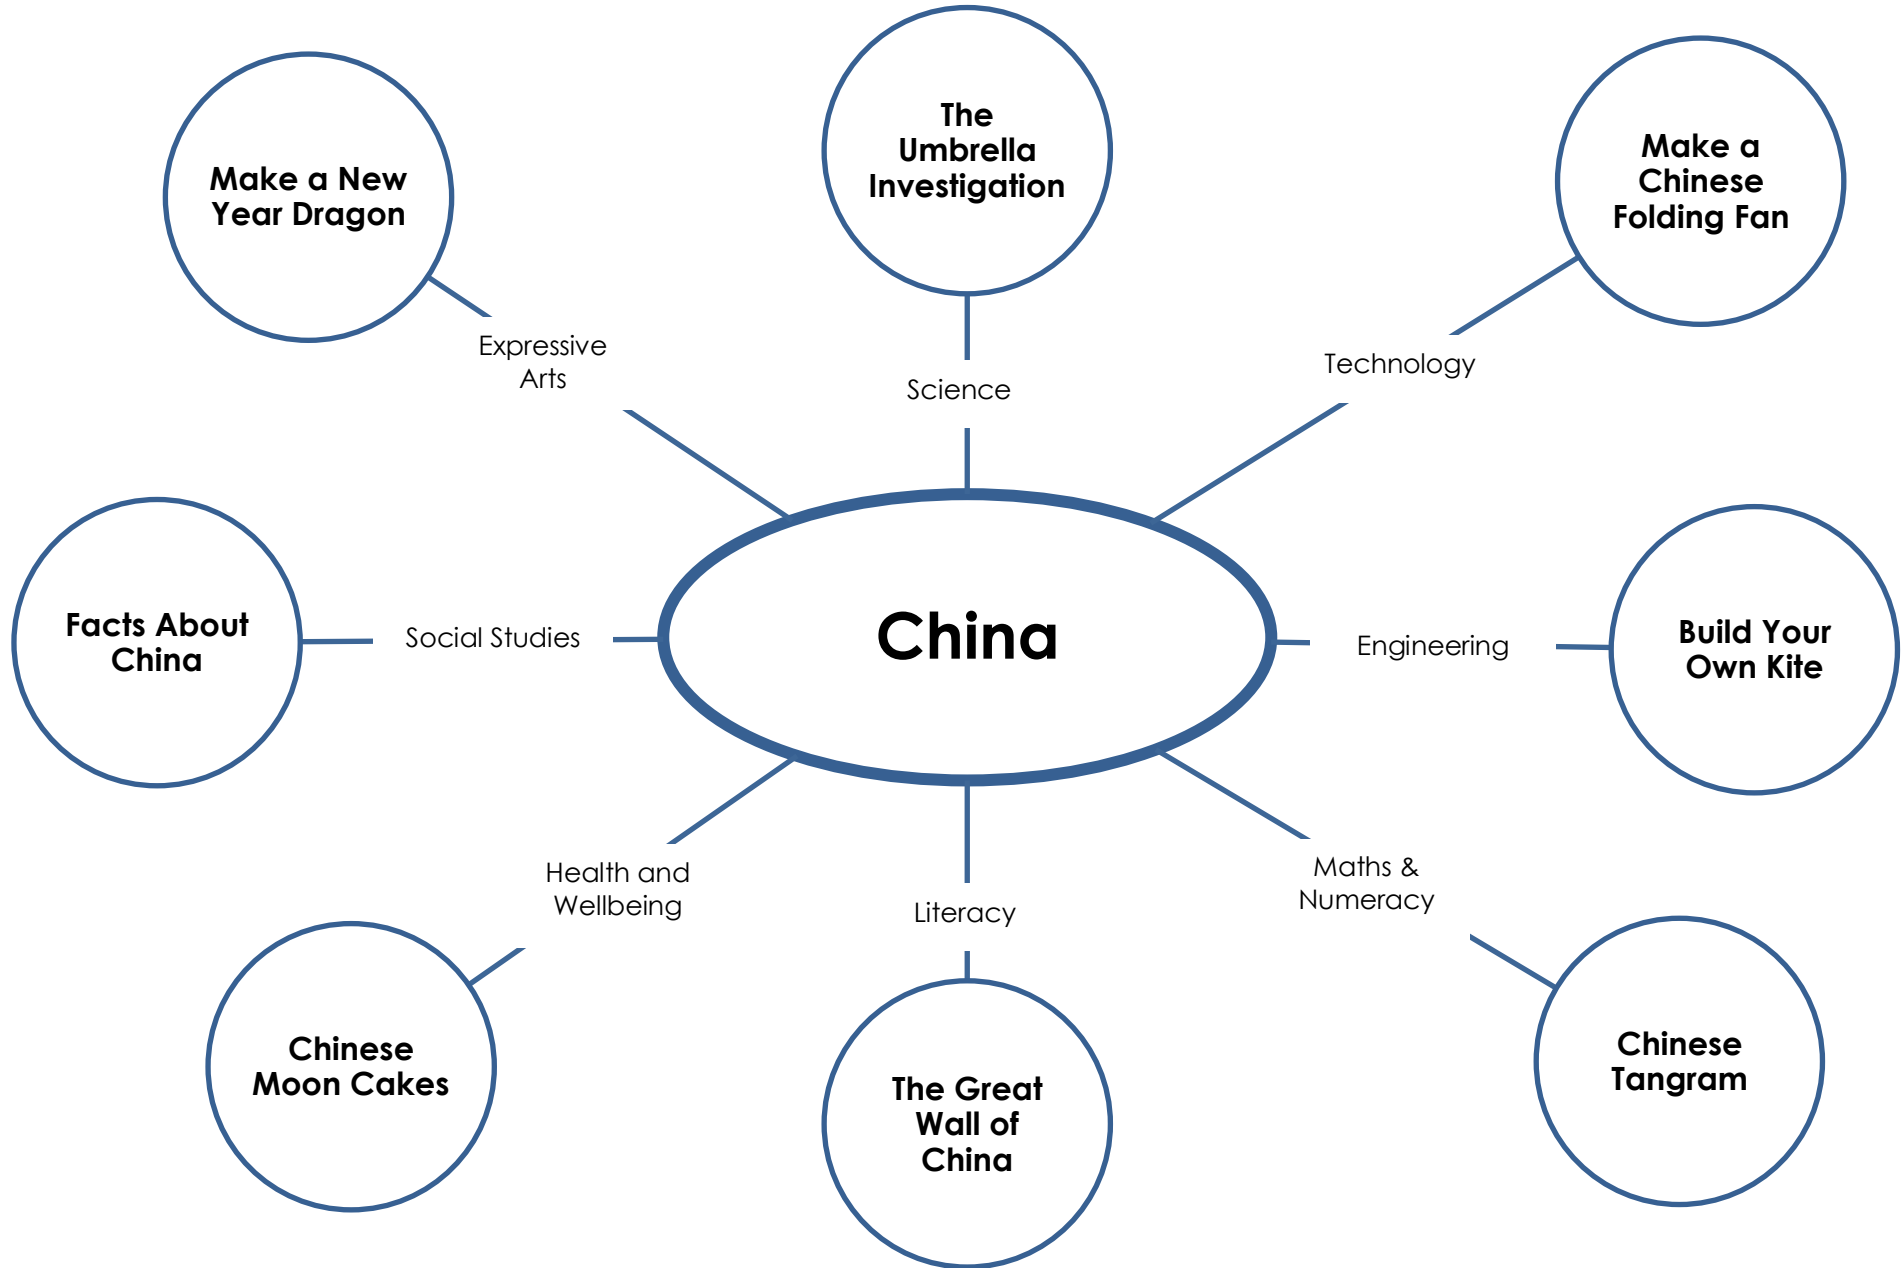 The
Umbrella
Investigation
Make a
Chinese
Folding Fan
Make a New
Year Dragon
Expressive
Arts
Science
Technology
Facts About
China
Social Studies
China
Engineering
Build Your
Own Kite
Health and
Wellbeing
Literacy
Maths &
Numeracy
Chinese
Moon Cakes
The Great
Wall of
China
Chinese
Tangram